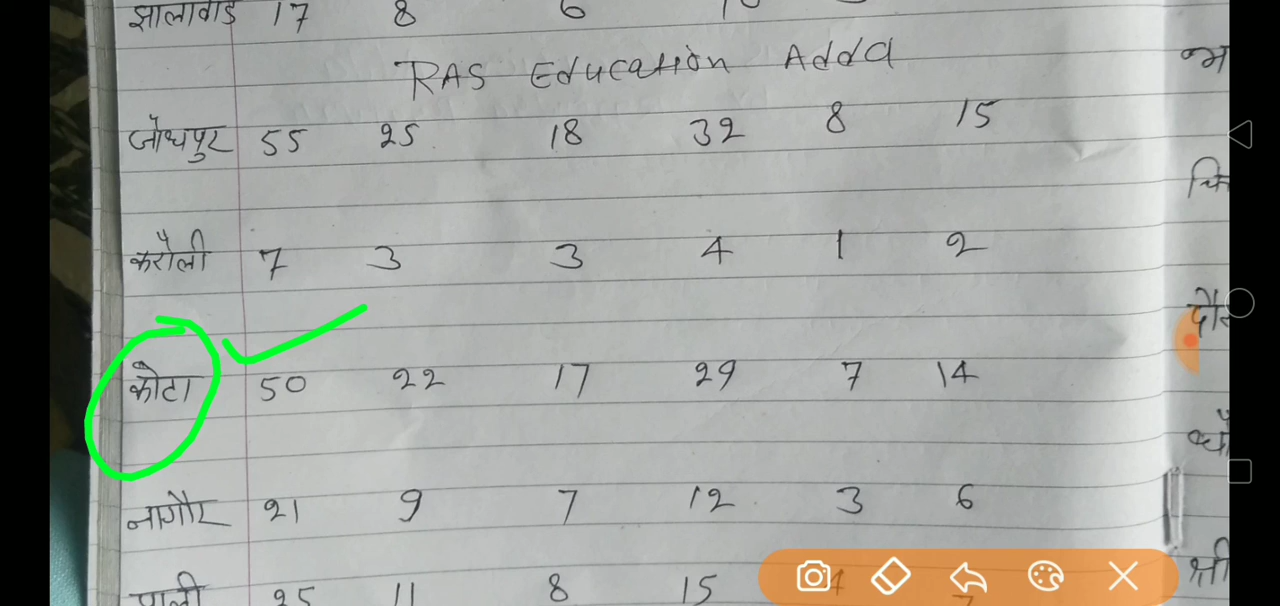 झालावाड़ 17 8 6
RAS Education Adda
जोधपुर 55 25 18 32 8 15
करौली 7 3 3 4 1 2
कोटा 50 22 17 29 7 14
नागौर 21 9 7 12 3 6
पाली 25 11 8 15